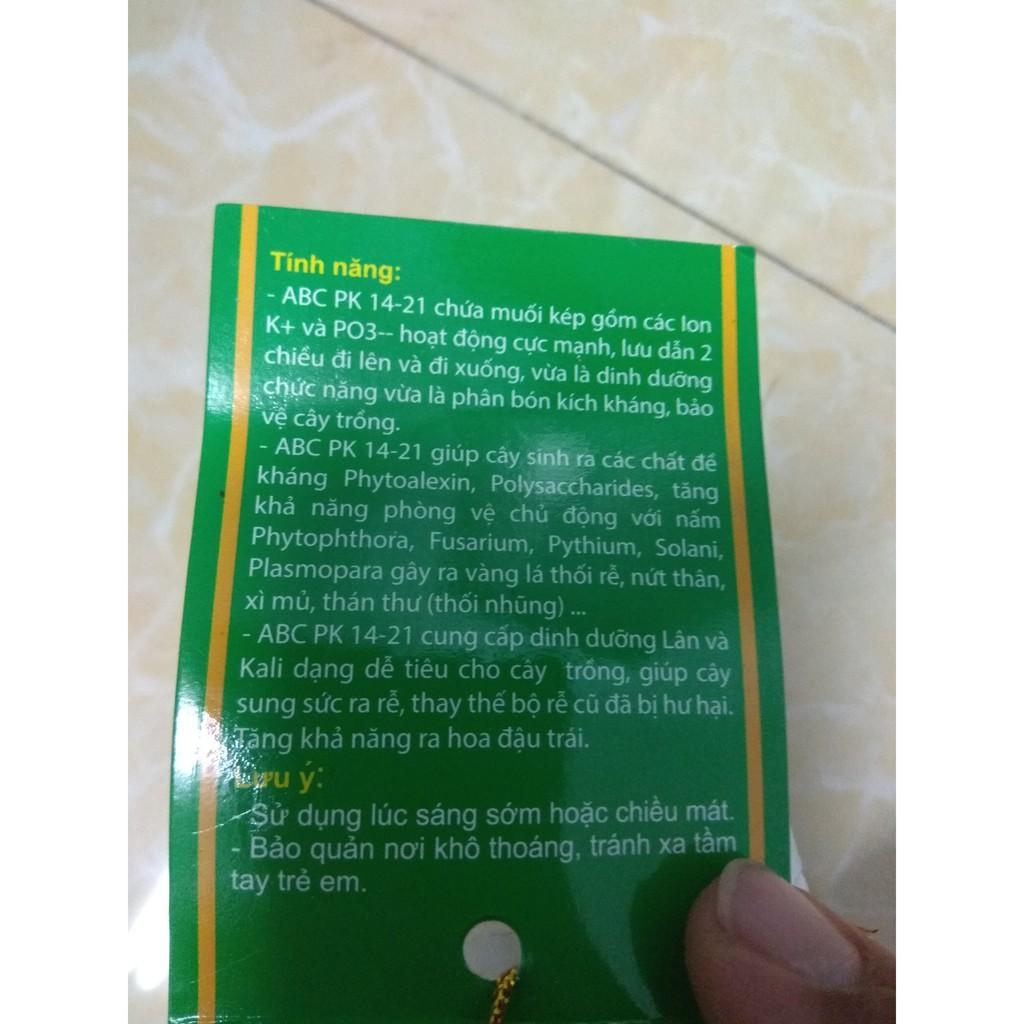 Tính năng:
- ABC PK 14-21 chứa muối kép gồm các Ion
K+ và PO3-- hoạt động cực mạnh, lưu dẫn 2
chiều đi lên và đi xuống, vừa là dinh dưỡng
chức năng vừa là phân bón kích kháng, bảo
vệ cây trồng.
- ABC PK 14-21 giúp cây sinh ra các chất đề
kháng Phytoalexin, Polysaccharides, tăng
khả năng phòng vệ chủ động với nấm
Phytophthora, Fusarium, Pythium, Solani,
Plasmopara gây ra vàng lá thối rễ, nứt thân,
xì mủ, thán thư (thối nhũng) ...
- ABC PK 14-21 cung cấp dinh dưỡng Lân và
Kali dạng dễ tiêu cho cây trồng, giúp cây
sung sức ra rễ, thay thế bộ rễ cũ đã bị hư hại.
Tăng khả năng ra hoa đậu trái.
Lưu ý:
- Sử dụng lúc sáng sớm hoặc chiều mát.
- Bảo quản nơi khô thoáng, tránh xa tầm
tay trẻ em.